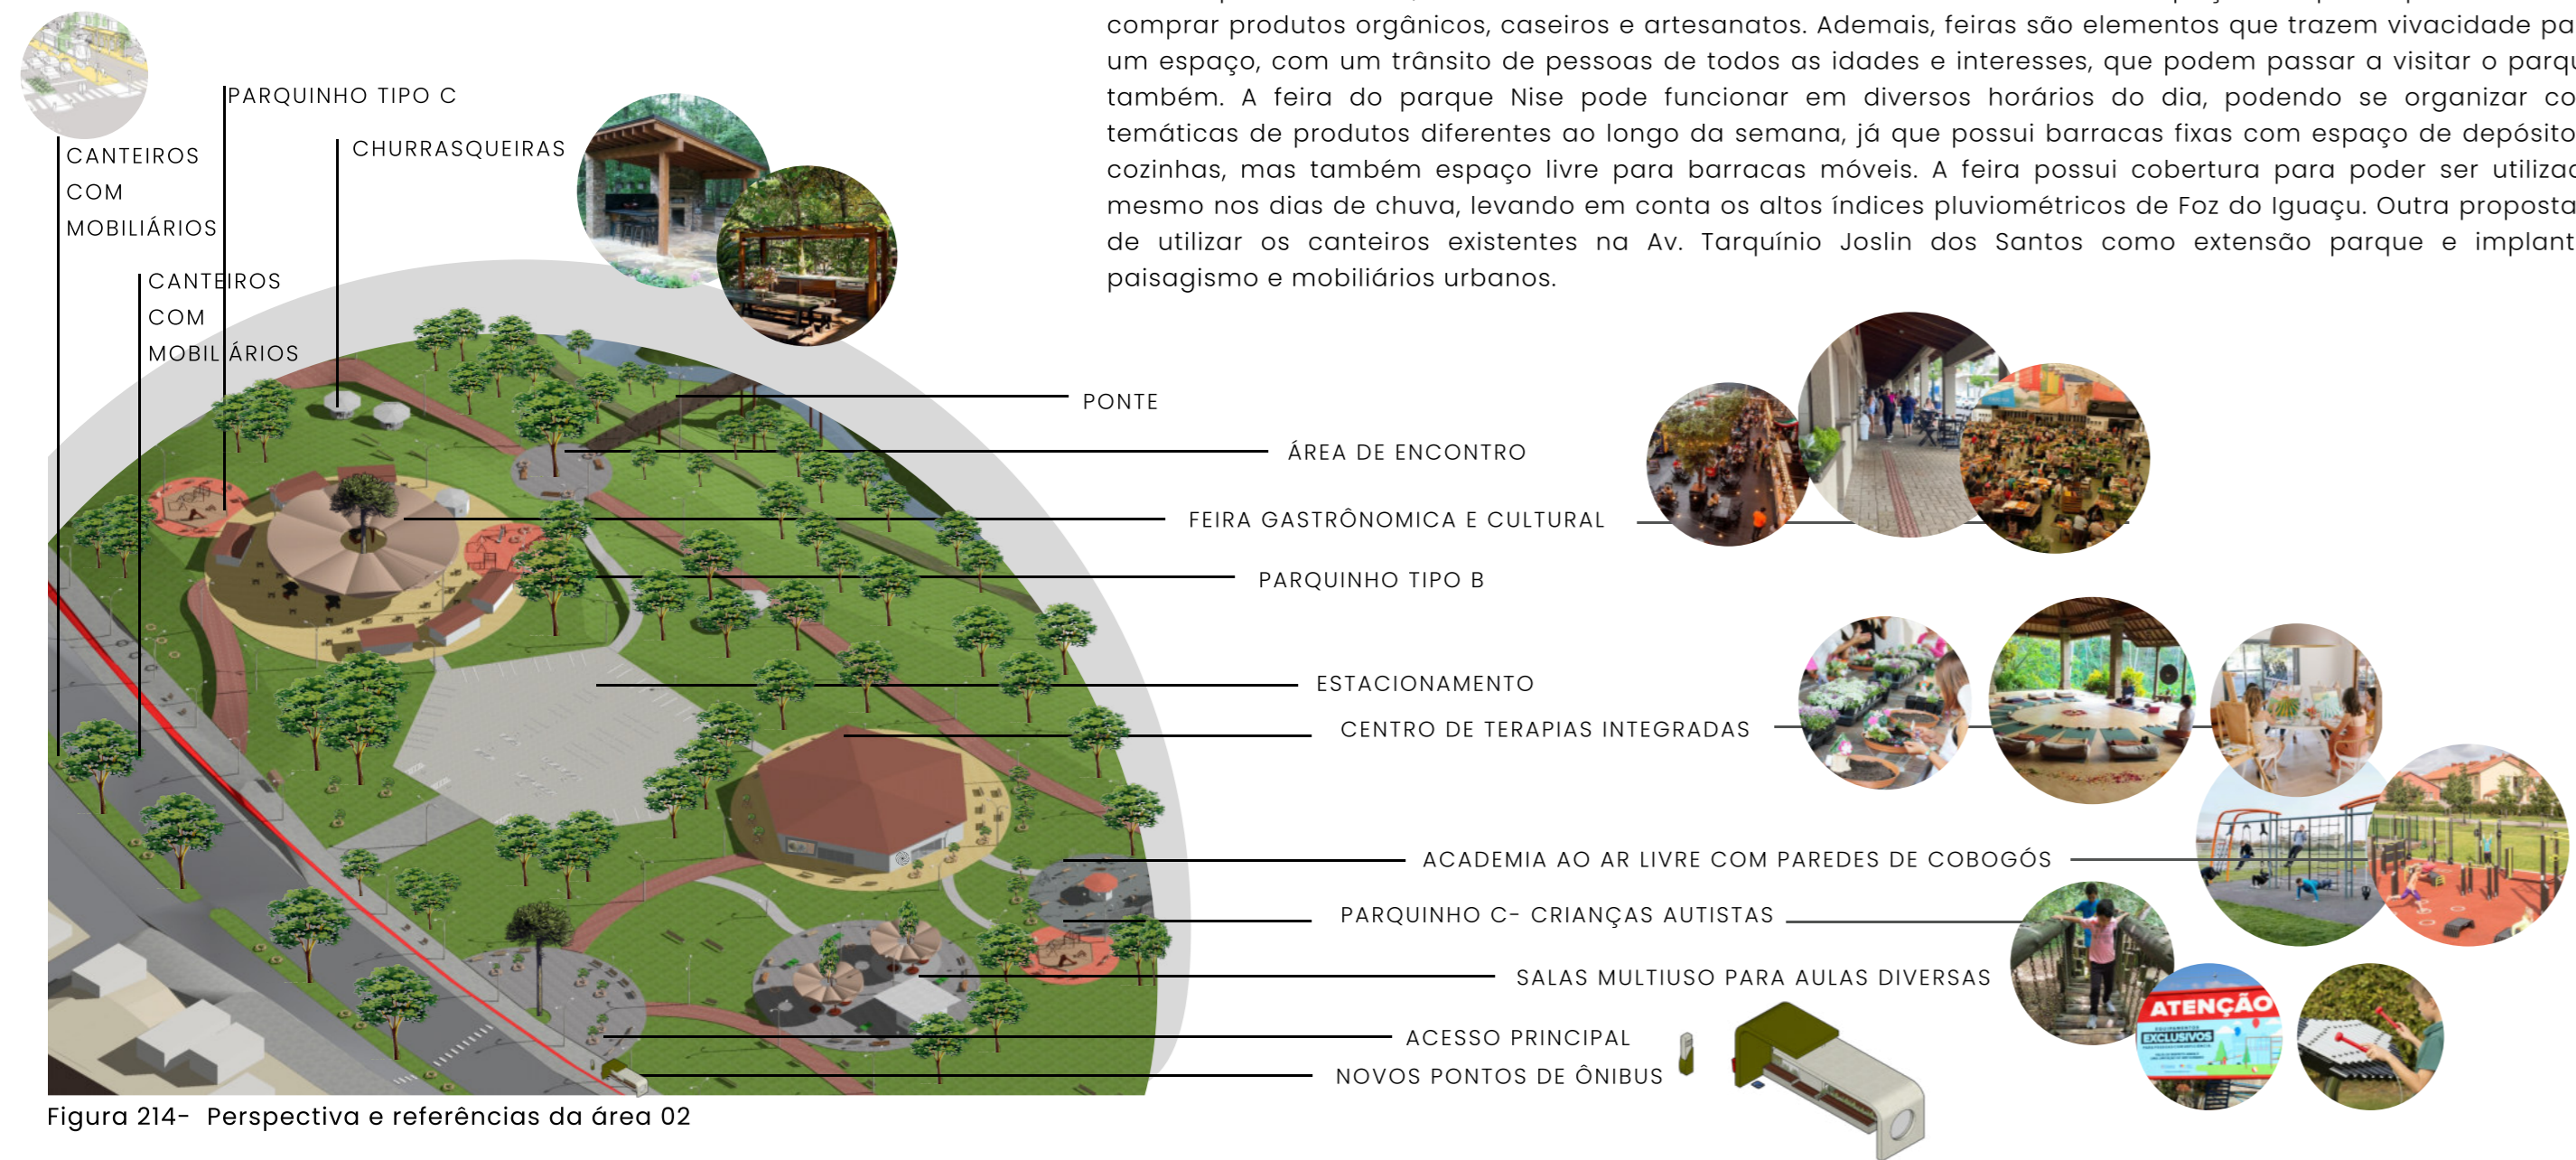 comprar produtos orgânicos, caseiros e artesanatos. Ademais, feiras são elementos que trazem vivacidade pa
um espaço, com um trânsito de pessoas de todos as idades e interesses, que podem passar a visitar o parqu
também. A feira do parque Nise pode funcionar em diversos horários do dia, podendo se organizar co
temáticas de produtos diferentes ao longo da semana, já que possui barracas fixas com espaço de depósito
cozinhas, mas também espaço livre para barracas móveis. A feira possui cobertura para poder ser utilizad
mesmo nos dias de chuva, levando em conta os altos índices pluviométricos de Foz do Iguaçu. Outra proposta
de utilizar os canteiros existentes na Av. Tarquínio Joslin dos Santos como extensão parque e implant
paisagismo e mobiliários urbanos.
PARQUINHO TIPO C
CHURRASQUEIRAS
CANTEIROS
COM
MOBILIÁRIOS
CANTEIROS
COM
MOBILIÁRIOS
PONTE
ÁREA DE ENCONTRO
FEIRA GASTRÔNOMICA E CULTURAL
PARQUINHO TIPO B
ESTACIONAMENTO
CENTRO DE TERAPIAS INTEGRADAS
ACADEMIA AO AR LIVRE COM PAREDES DE COBOGÓS
PARQUINHO C- CRIANÇAS AUTISTAS
SALAS MULTIUSO PARA AULAS DIVERSAS
ATENÇÃO
EQUIPAMENTOS
EXCLUSIVOS
ACESSO PRINCIPAL
NOVOS PONTOS DE ÔNIBUS
Figura 214- Perspectiva e referências da área 02